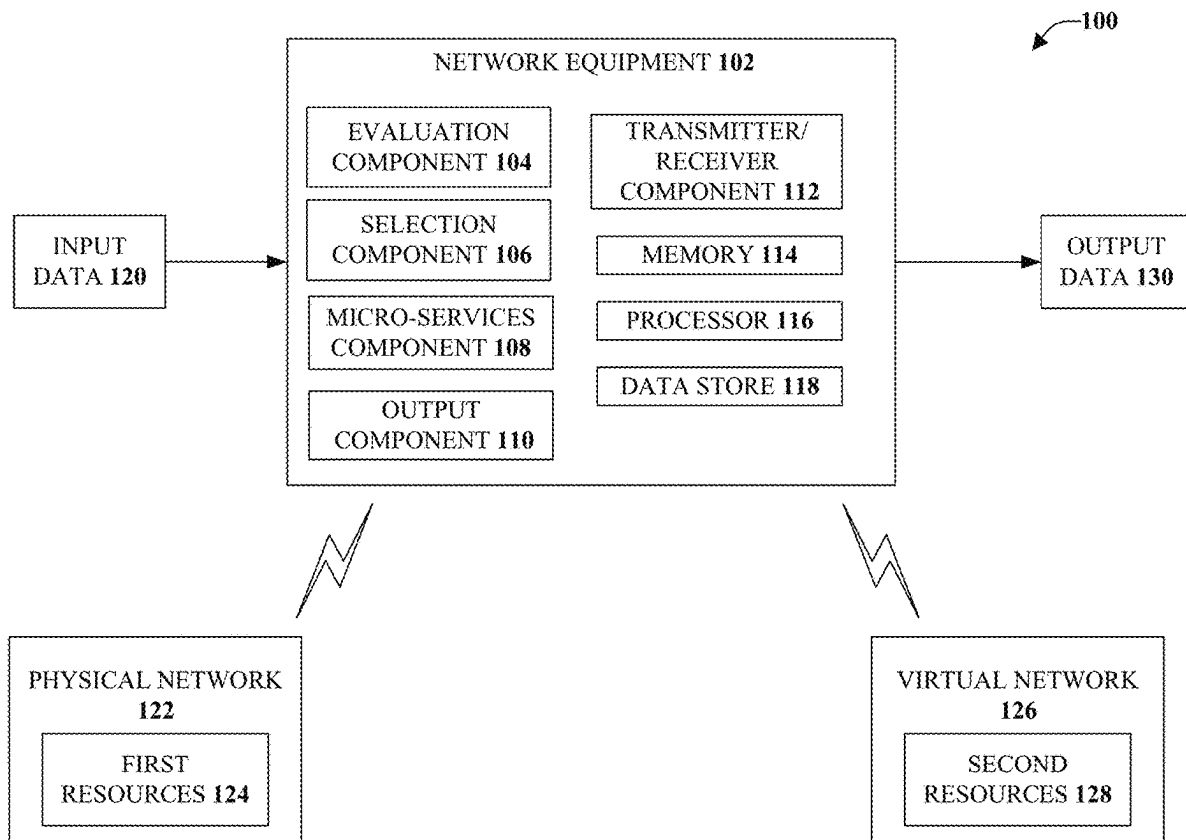 100
NETWORK EQUIPMENT 102
EVALUATION
COMPONENT 104
SELECTION
COMPONENT 106
MICRO-SERVICES
COMPONENT 108
OUTPUT
COMPONENT 110
TRANSMITTER/
RECEIVER
COMPONENT 112
MEMORY 114
PROCESSOR 116
DATA STORE 118
INPUT
DATA 120
OUTPUT
DATA 130
PHYSICAL NETWORK
122
FIRST
RESOURCES 124
VIRTUAL NETWORK
126
SECOND
RESOURCES 128